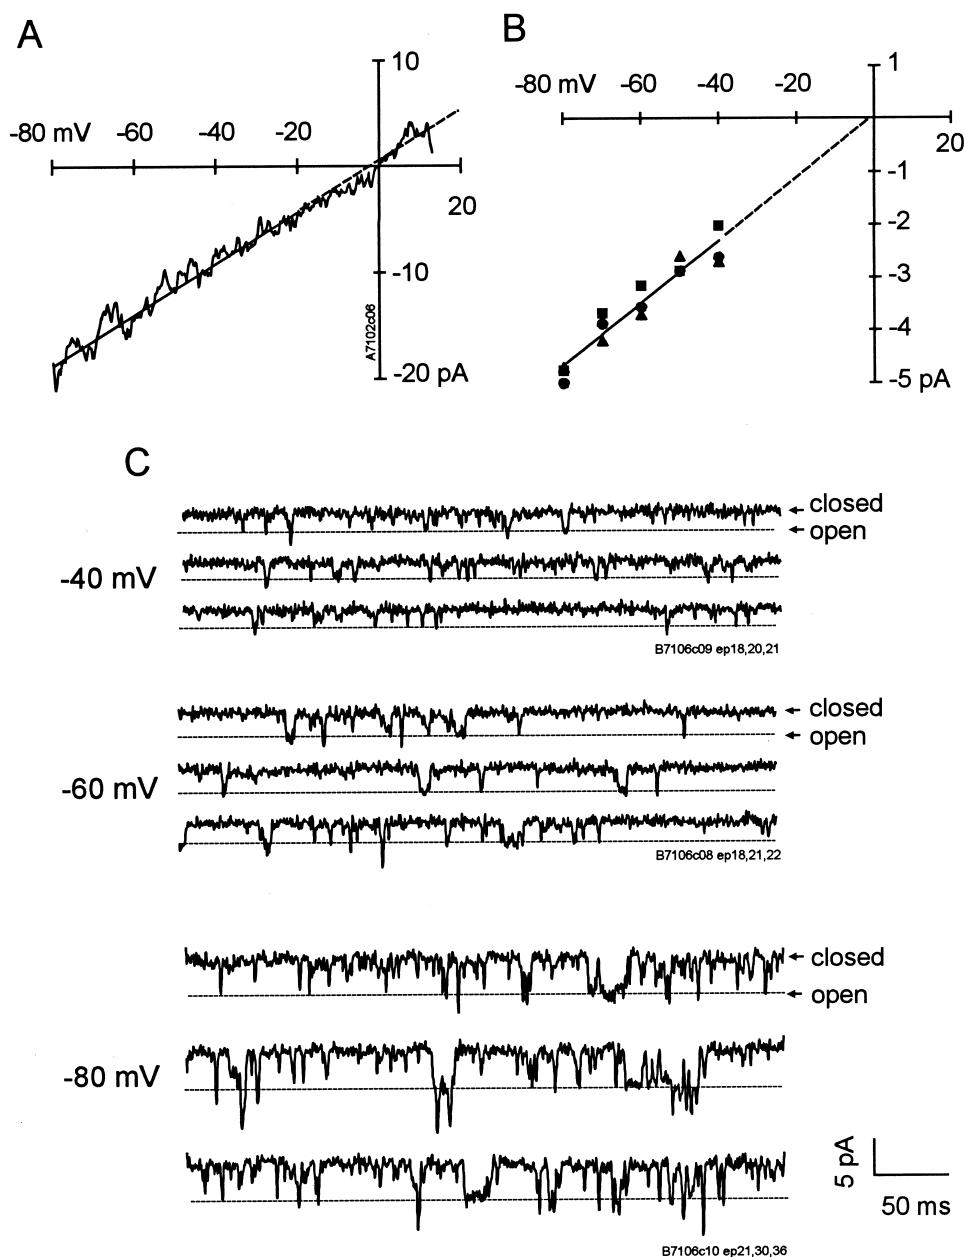 A
B
10
-80 mV -60 -40 -20
20
-10
-20 pA
A7102c06
1
-80 mV -60 -40 -20
20
-1
-2
-3
-4
-5 pA
C
closed
open
-40 mV
B7106c09 ep18,20,21
closed
open
-60 mV
B7106c08 ep18,21,22
closed
open
-80 mV
5 pA
50 ms
B7106c10 ep21,30,36